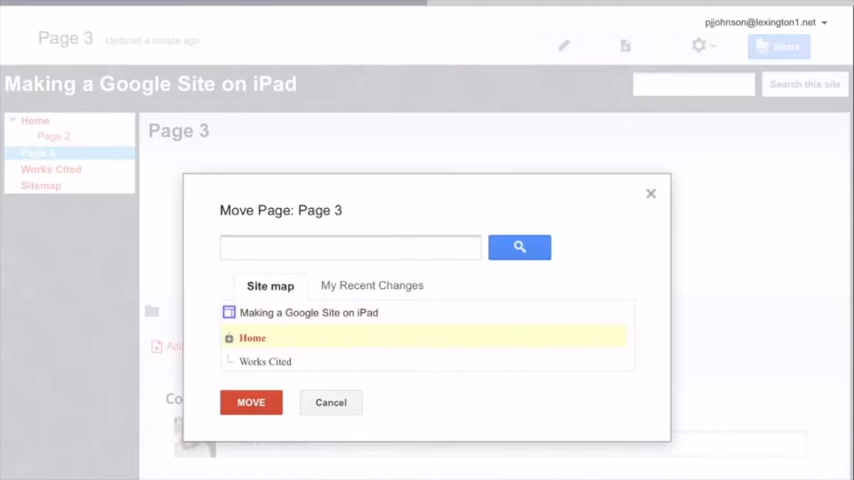 pjjohnson@lexington1.net
Page 3 Updated a minute ago
Share
Making a Google Site on iPad
Search this site
Home
Page 2
Page 3
Works Cited
Sitemap
Page 3
Move Page: Page 3
Site map My Recent Changes
Making a Google Site on iPad
Home
Works Cited
Add
Co
MOVE Cancel